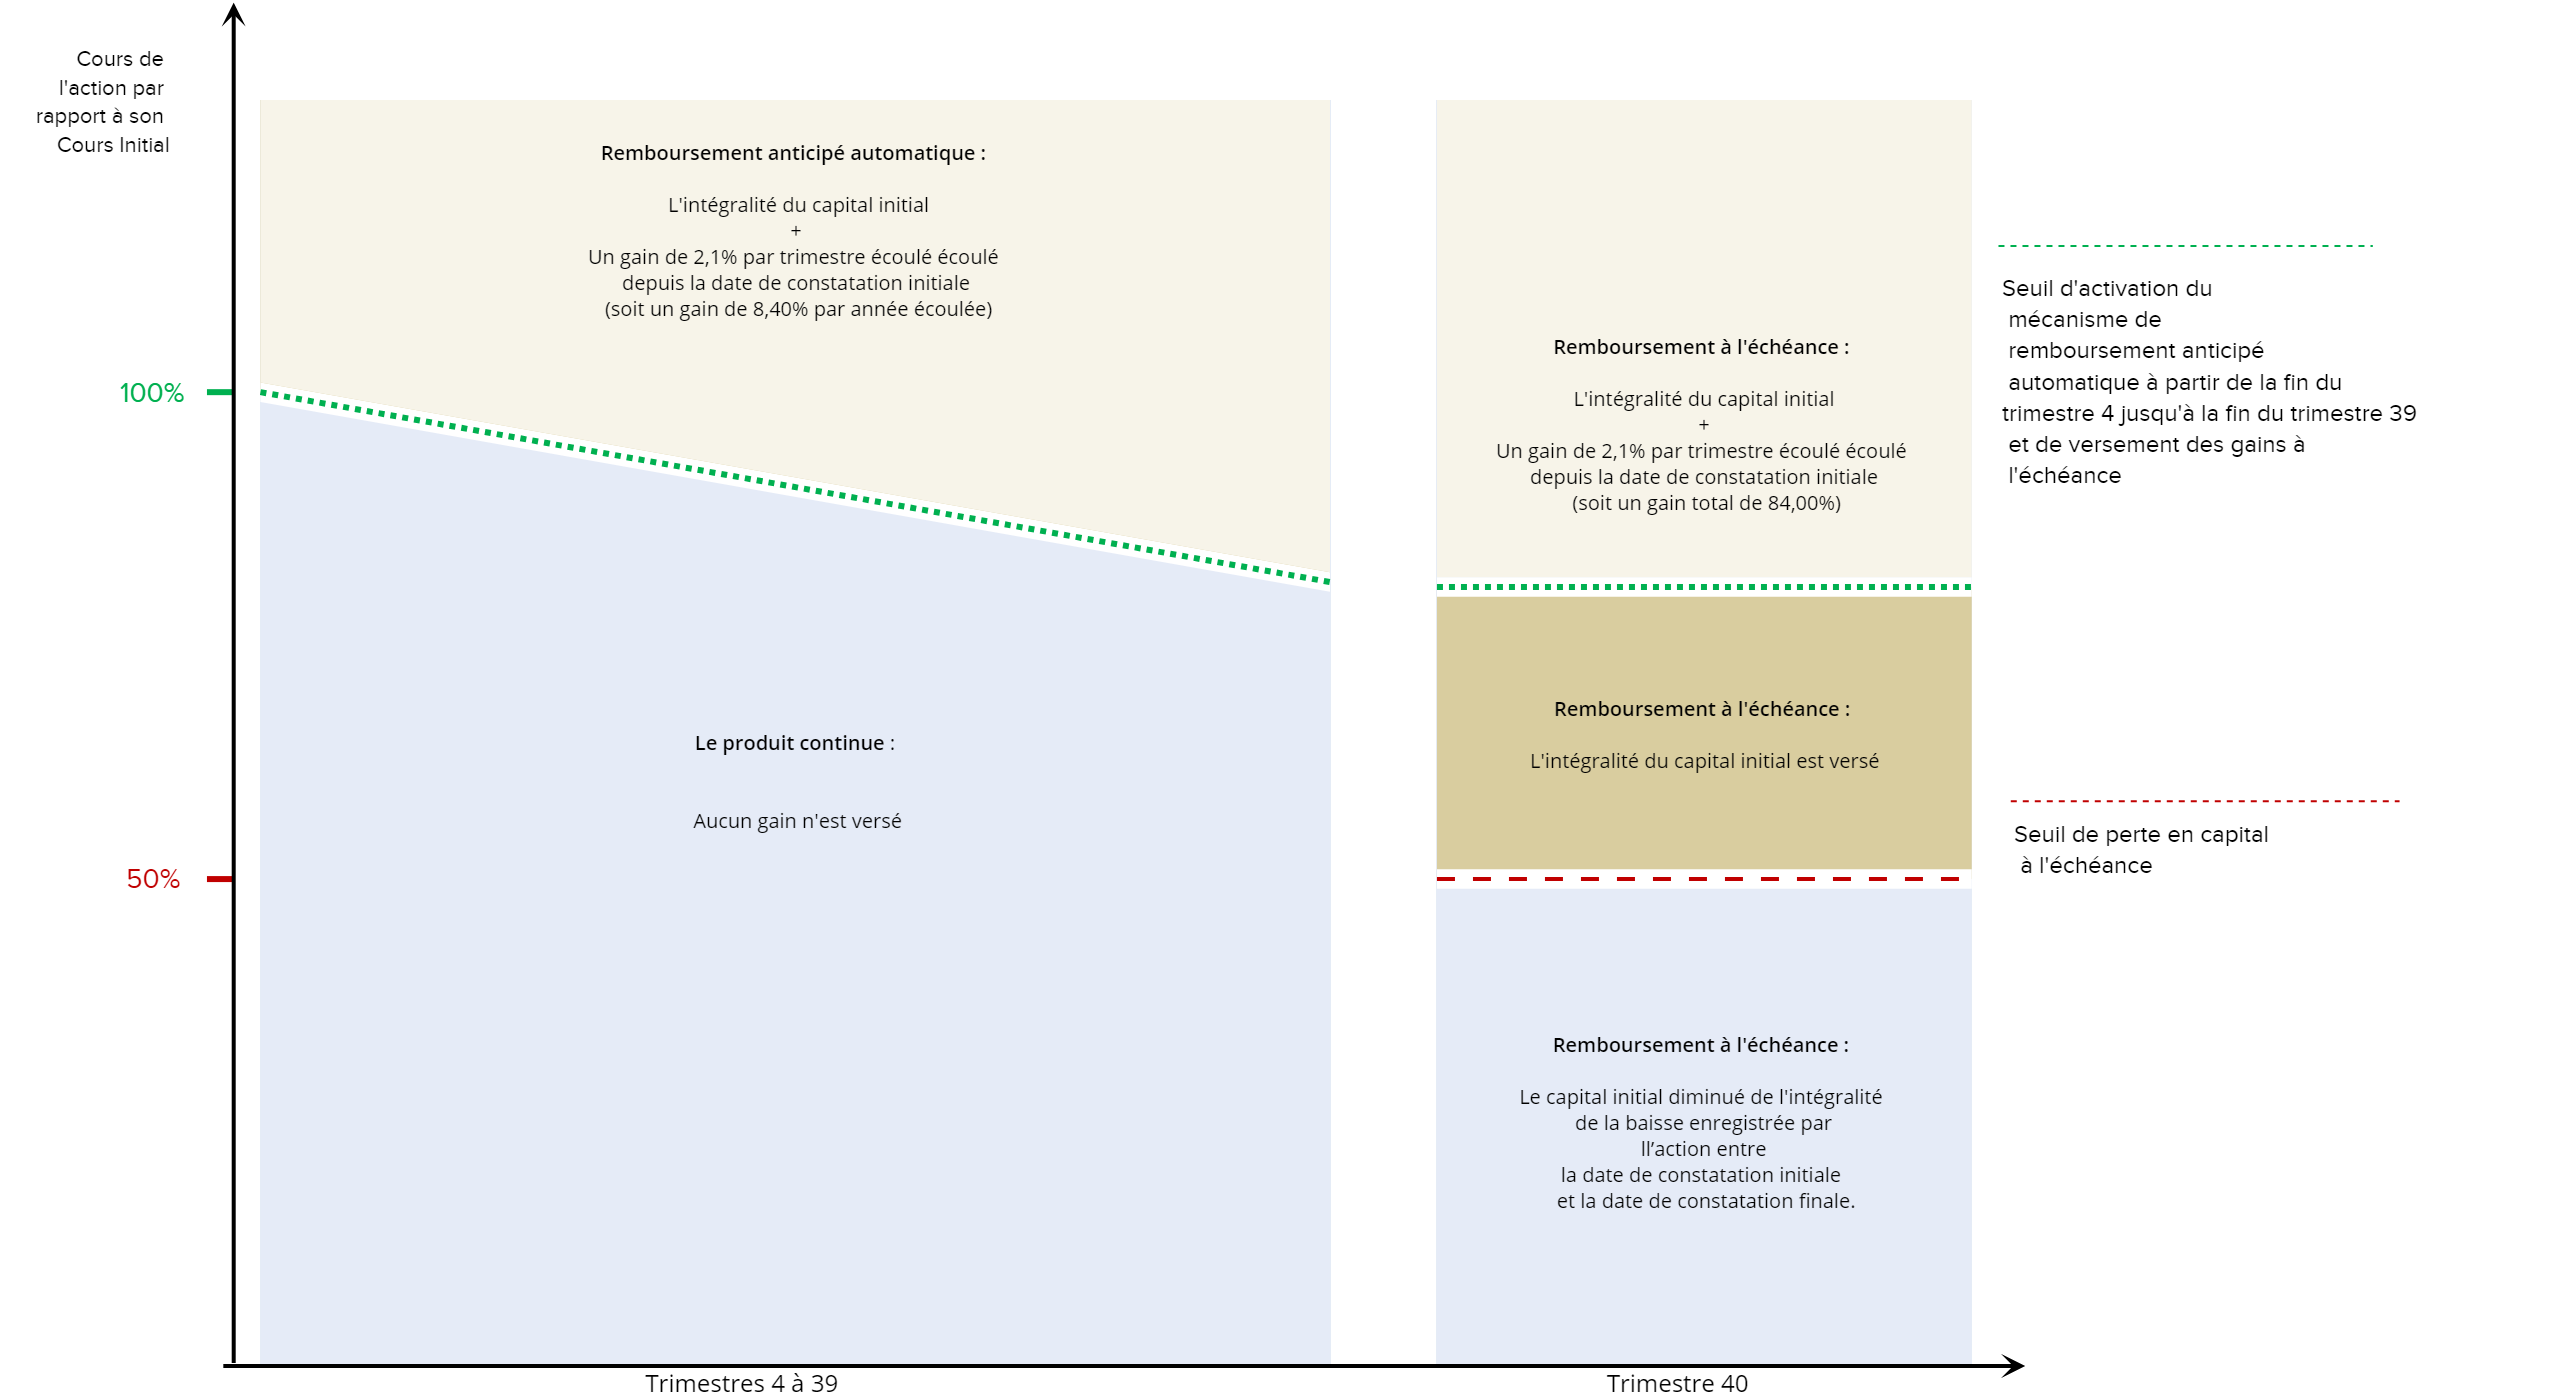 Cours de
l'action par
rapport à son
Cours Initial
Remboursement anticipé automatique :
L'intégralité du capital initial
+
Un gain de 2,1% par trimestre écoulé écoulé
depuis la date de constatation initiale
(soit un gain de 8,40% par année écoulée)
100%
Le produit continue :
Aucun gain n'est versé
50%
Trimestres 4 à 39
Remboursement à l'échéance :
L'intégralité du capital initial
+
Un gain de 2,1% par trimestre écoulé écoulé
depuis la date de constatation initiale
(soit un gain total de 84,00%)
Remboursement à l'échéance :
L'intégralité du capital initial est versé
Remboursement à l'échéance :
Le capital initial diminué de l'intégralité
de la baisse enregistrée par
ll’action entre
la date de constatation initiale
et la date de constatation finale.
Trimestre 40
Seuil d'activation du
mécanisme de
remboursement anticipé
automatique à partir de la fin du
trimestre 4 jusqu'à la fin du trimestre 39
et de versement des gains à
l'échéance
Seuil de perte en capital
à l'échéance